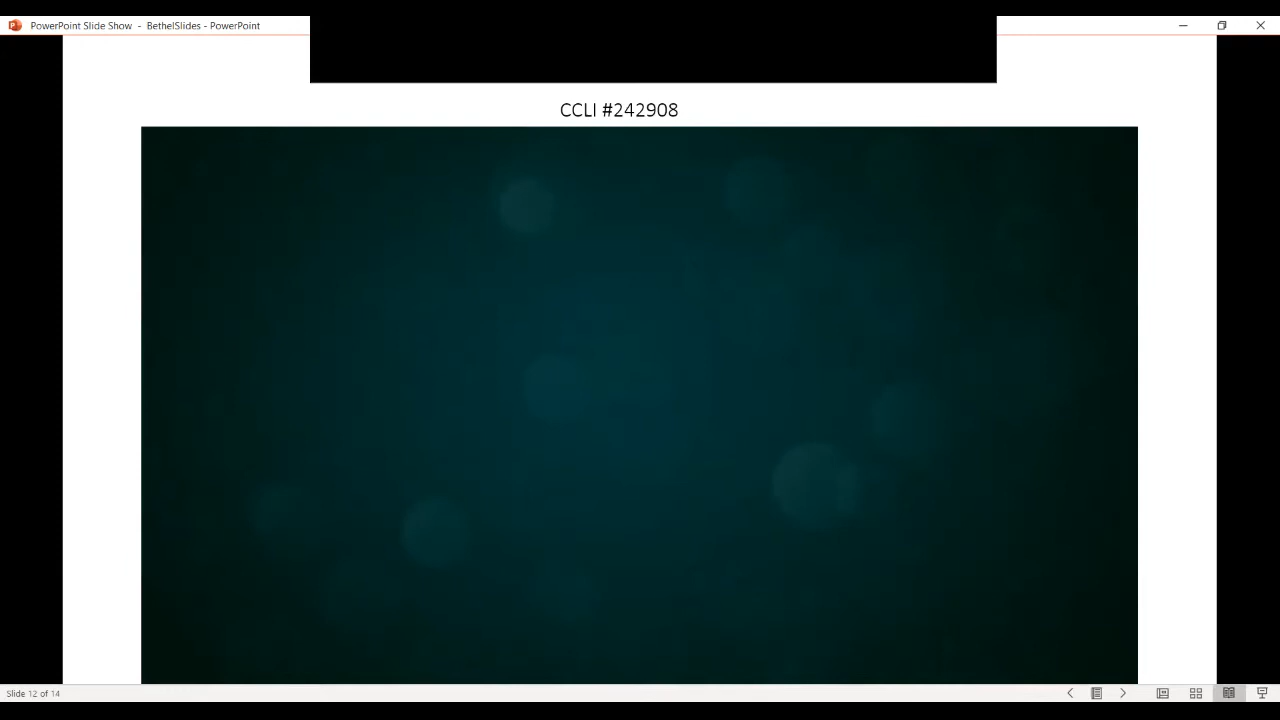 PowerPoint Slide Show - BethelSlides - PowerPoint
CCLI #242908
Slide 12 of 14